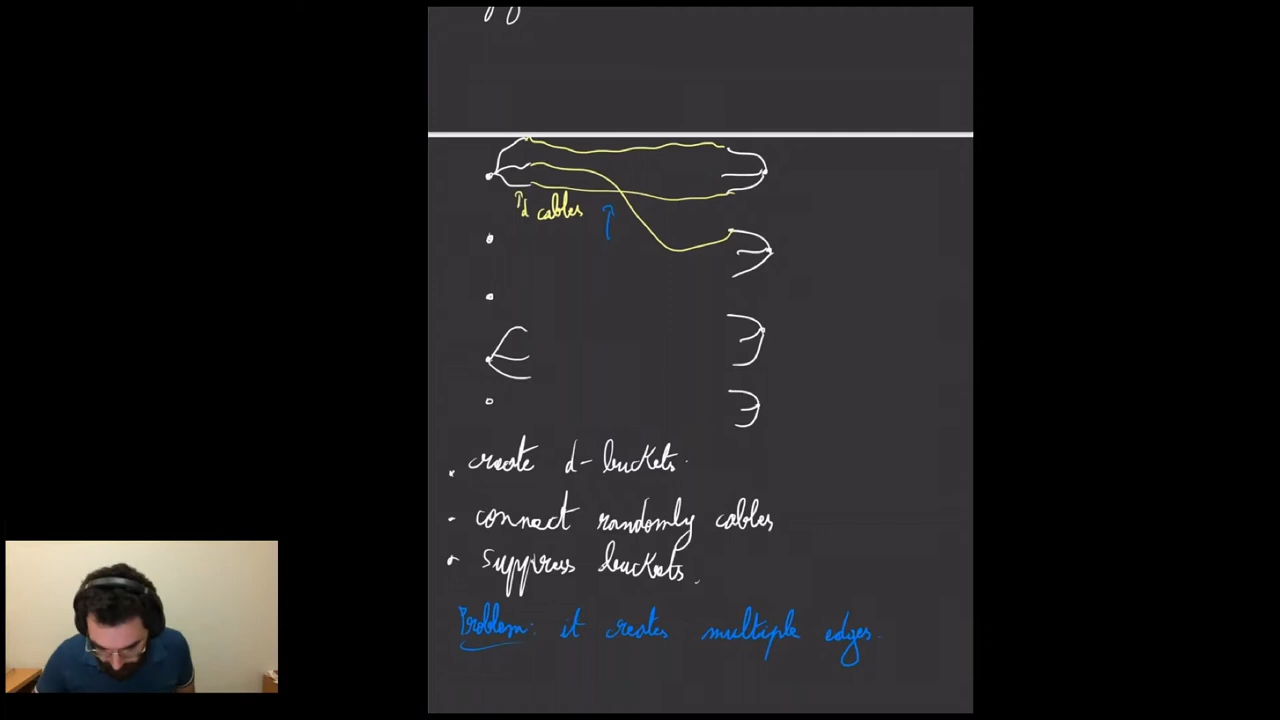 d cables
create d-buckets.
- connect randomly cables
• suppress buckets.
Problem: it creates multiple edges.